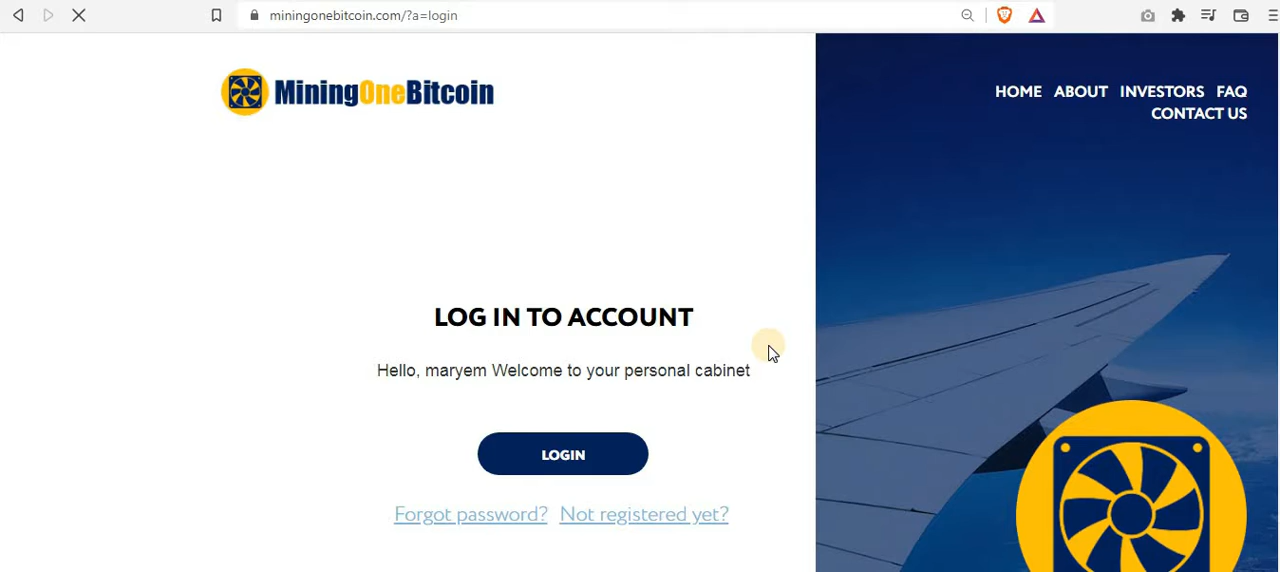 miningonebitcoin.com/?a=login
MiningOneBitcoin
HOME ABOUT INVESTORS FAQ
CONTACT US
LOG IN TO ACCOUNT
Hello, maryem Welcome to your personal cabinet
LOGIN
Forgot password? Not registered yet?